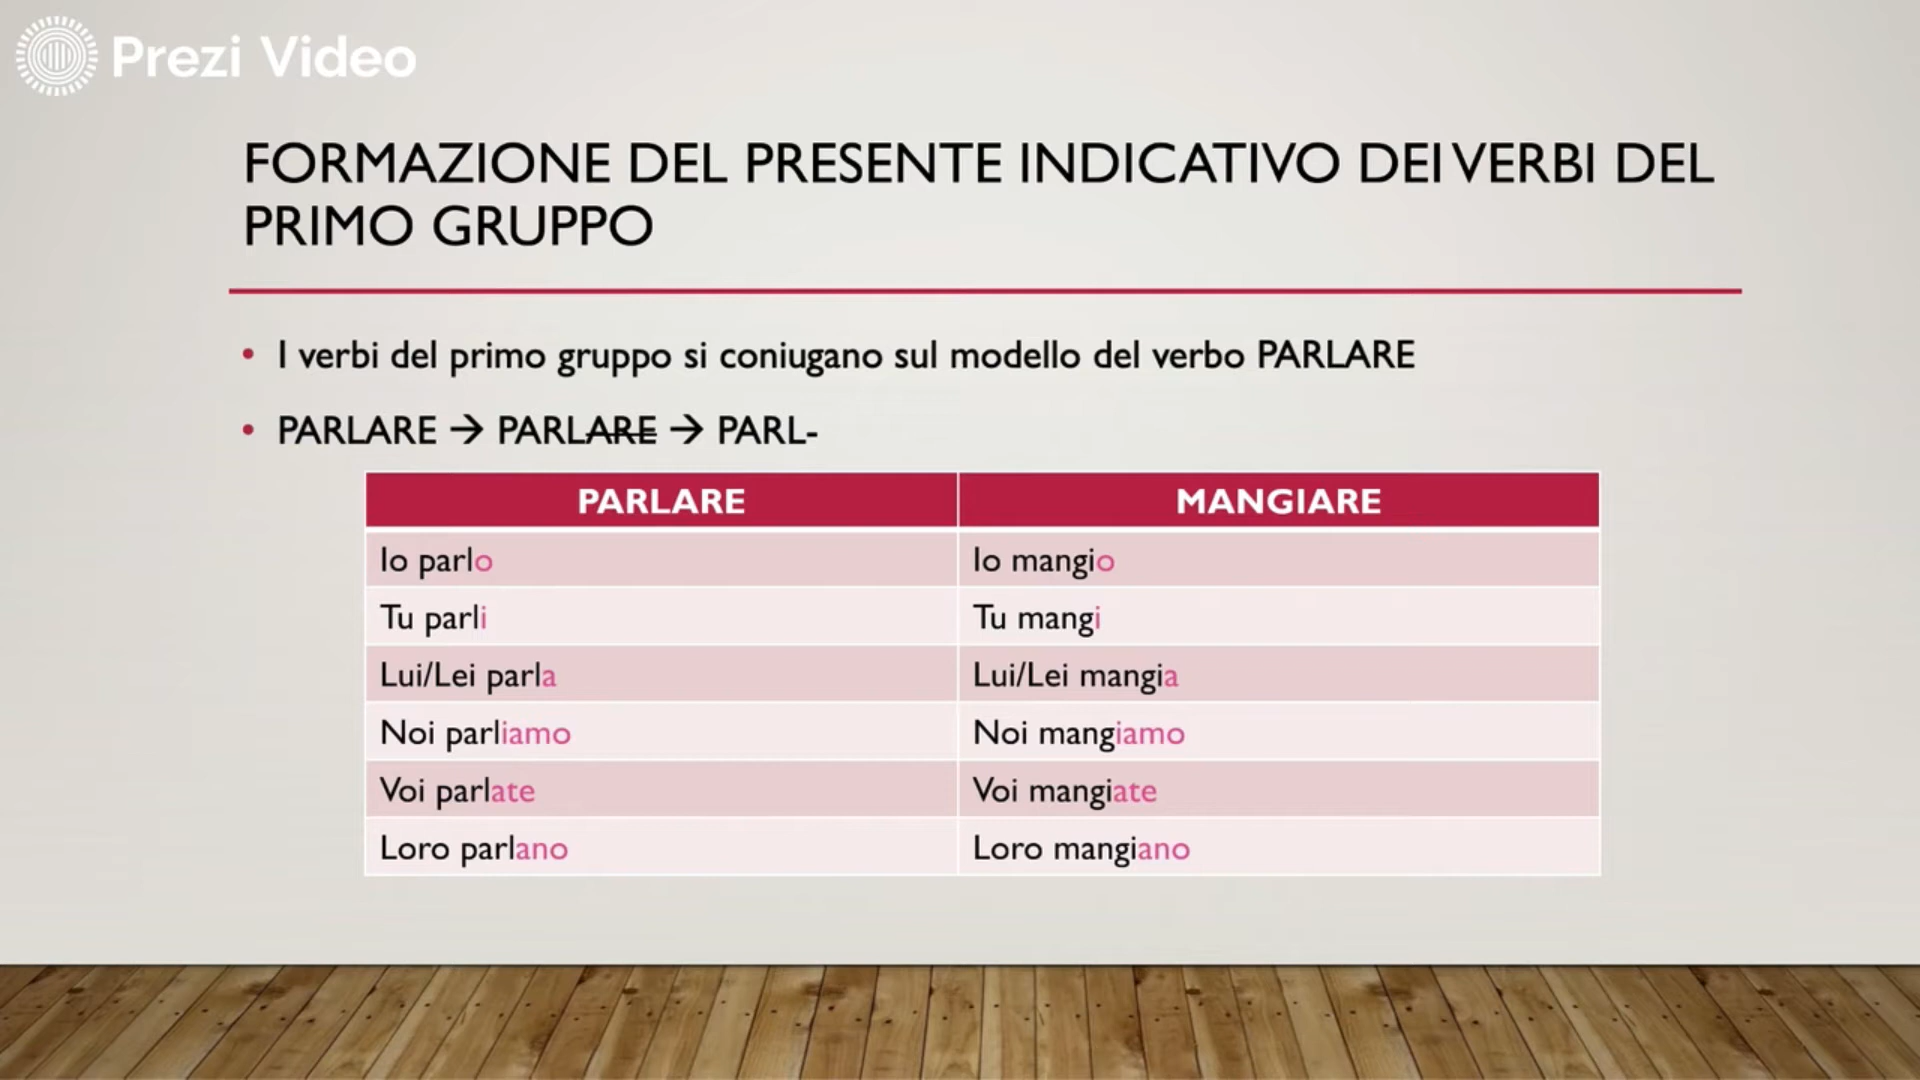 Prezi Video
FORMAZIONE DEL PRESENTE INDICATIVO DEI VERBI DEL
PRIMO GRUPPO
• I verbi del primo gruppo si coniugano sul modello del verbo PARLARE
• PARLARE → PARLARE → PARL-
PARLARE MANGIARE
Io parlo Io mangio
Tu parli Tu mangi
Lui/Lei parla Lui/Lei mangia
Noi parliamo Noi mangiamo
Voi parlate Voi mangiate
Loro parlano Loro mangiano